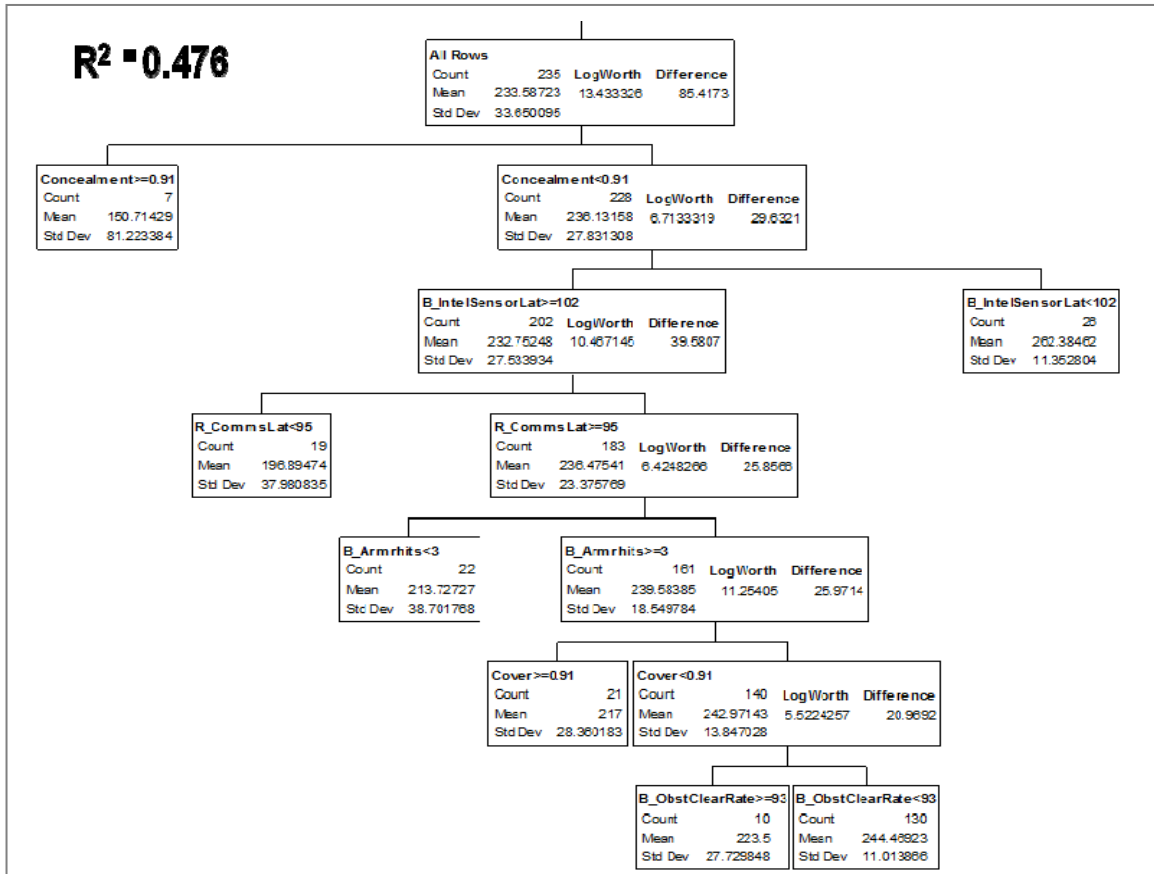 R² = 0.476
All Rows
Count 235 LogWorth Difference
Mean 233.58723 13.433326 85.4173
Std Dev 33.650095
Concealment>=0.91
Count 7
Mean 150.71429
Std Dev 81.223384
Concealment<0.91
Count 228 LogWorth Difference
Mean 236.13158 6.7133319 29.6321
Std Dev 27.831308
B_IntelSensorLat>=102
Count 202 LogWorth Difference
Mean 232.75248 10.467145 39.5807
Std Dev 27.533934
B_IntelSensorLat<102
Count 26
Mean 262.38462
Std Dev 11.352804
R_CommsLat<95
Count 19
Mean 196.89474
Std Dev 37.980835
R_CommsLat>=95
Count 183 LogWorth Difference
Mean 236.47541 6.4248266 25.8566
Std Dev 23.375769
B_Armrhits<3
Count 22
Mean 213.72727
Std Dev 38.701768
B_Armrhits>=3
Count 161 LogWorth Difference
Mean 239.58385 11.25405 25.9714
Std Dev 18.549784
Cover>=0.91
Count 21
Mean 217
Std Dev 28.360183
Cover<0.91
Count 140 LogWorth Difference
Mean 242.97143 5.5224257 20.9692
Std Dev 13.847028
B_ObstClearRate>=93
Count 10
Mean 223.5
Std Dev 27.729848
B_ObstClearRate<93
Count 130
Mean 244.46923
Std Dev 11.013866